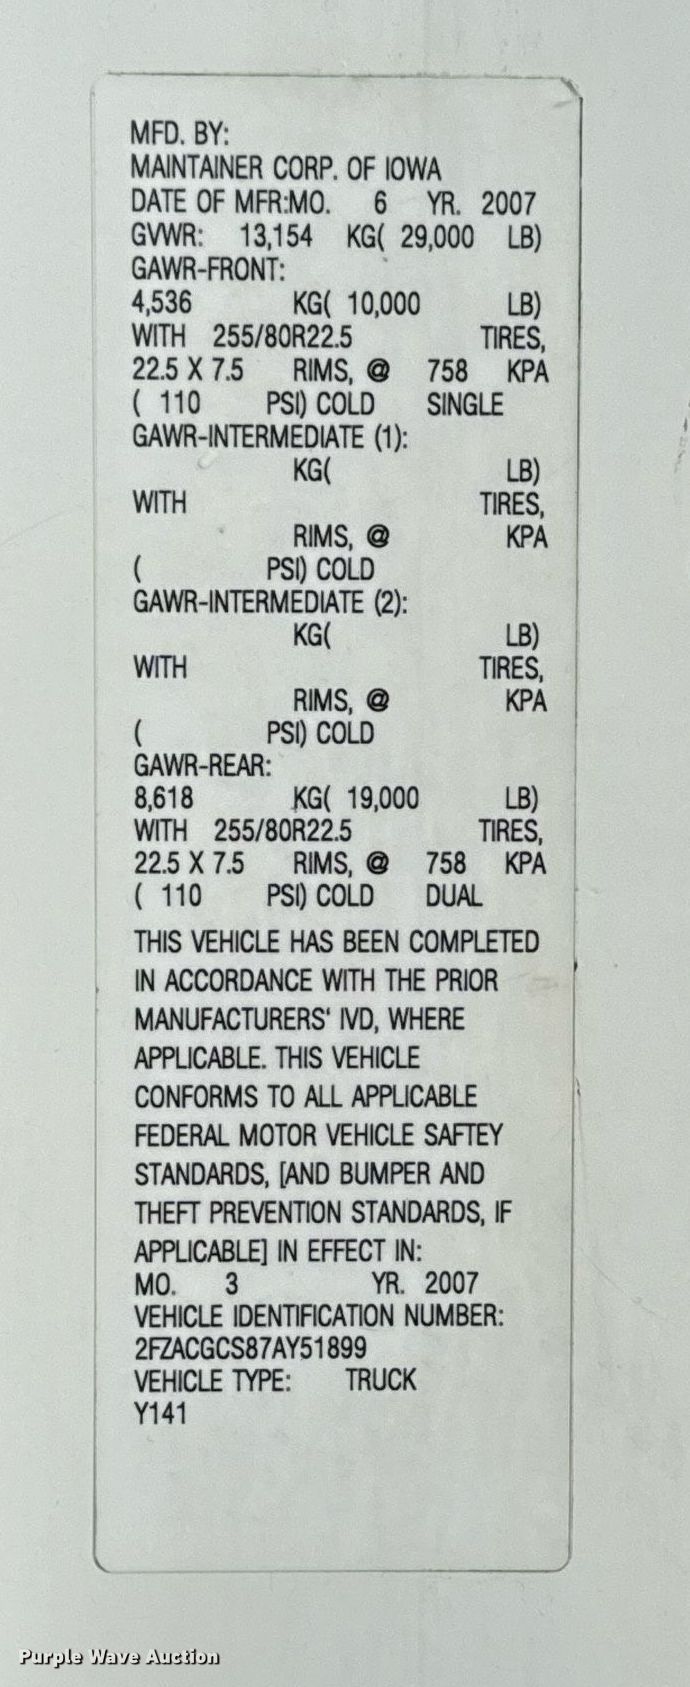 MFD. BY:
MAINTAINER CORP. OF IOWA
DATE OF MFR:MO. 6 YR. 2007
GVWR: 13,154 KG( 29,000 LB)
GAWR-FRONT:
4,536 KG( 10,000 LB)
WITH 255/80R22.5 TIRES,
22.5 X 7.5 RIMS, @ 758 KPA
( 110 PSI) COLD SINGLE
GAWR-INTERMEDIATE (1):
KG( LB)
WITH TIRES,
RIMS, @ KPA
( PSI) COLD
GAWR-INTERMEDIATE (2):
KG( LB)
WITH TIRES,
RIMS, @ KPA
( PSI) COLD
GAWR-REAR:
8,618 KG( 19,000 LB)
WITH 255/80R22.5 TIRES,
22.5 X 7.5 RIMS, @ 758 KPA
( 110 PSI) COLD DUAL
THIS VEHICLE HAS BEEN COMPLETED
IN ACCORDANCE WITH THE PRIOR
MANUFACTURERS' IVD, WHERE
APPLICABLE. THIS VEHICLE
CONFORMS TO ALL APPLICABLE
FEDERAL MOTOR VEHICLE SAFTEY
STANDARDS, [AND BUMPER AND
THEFT PREVENTION STANDARDS, IF
APPLICABLE] IN EFFECT IN:
MO. 3 YR. 2007
VEHICLE IDENTIFICATION NUMBER:
2FZACGCS87AY51899
VEHICLE TYPE: TRUCK
Y141
Purple Wave Auction